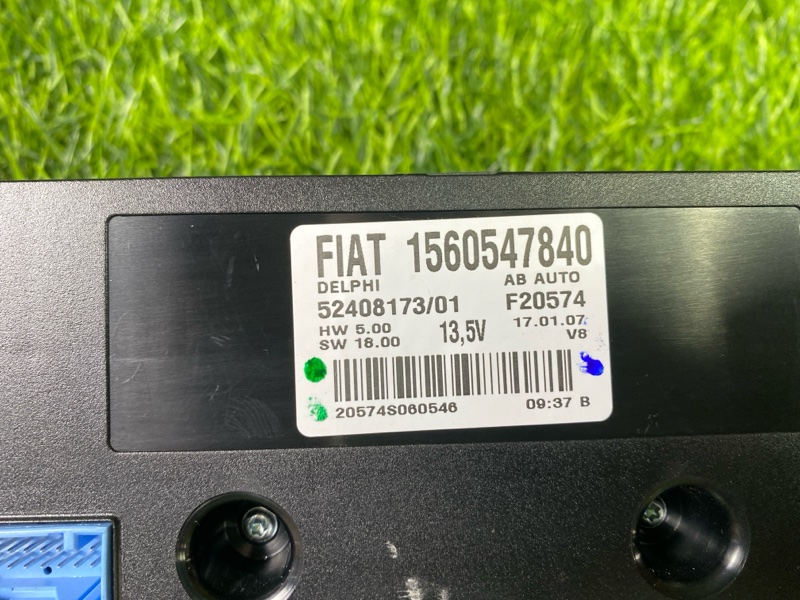 FIAT 1560547840
DELPHI AB AUTO
52408173/01 F20574
HW 5.00 13,5V 17.01.07
SW 18.00 V8
20574S060546 09:37 B